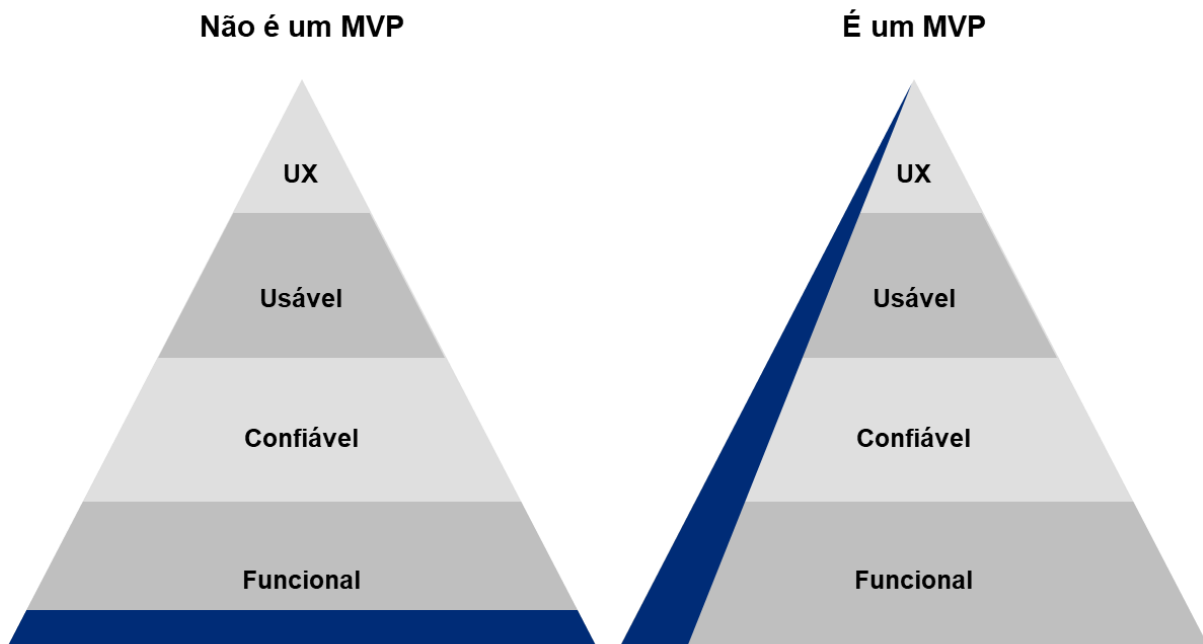 Não é um MVP
UX
Usável
Confiável
Funcional
É um MVP
UX
Usável
Confiável
Funcional